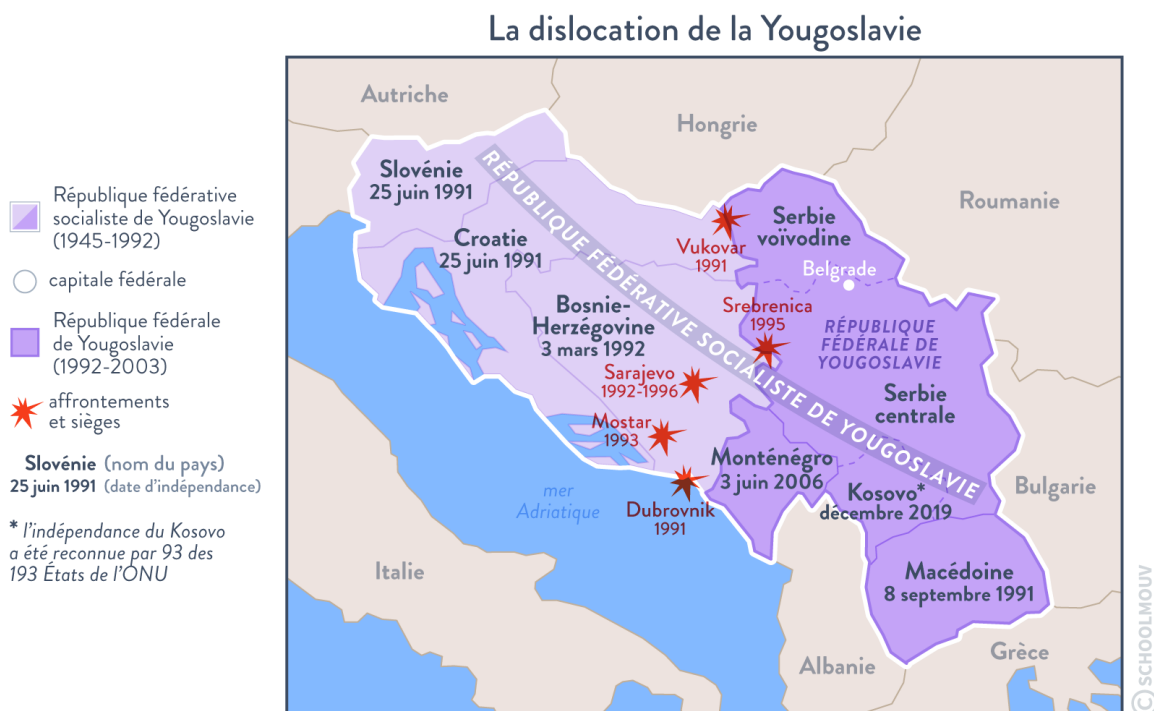 La dislocation de la Yougoslavie
République fédérative
socialiste de Yougoslavie
(1945-1992)
capitale fédérale
République fédérale
de Yougoslavie
(1992-2003)
affrontements
et sièges
Slovénie (nom du pays)
25 juin 1991 (date d'indépendance)
* l'indépendance du Kosovo
a été reconnue par 93 des
193 États de l'ONU
Autriche
Hongrie
Roumanie
Slovénie
25 juin 1991
RÉPUBLIQUE FÉDÉRATIVE SOCIALISTE DE YOUGOSLAVIE
Croatie
25 juin 1991
Vukovar
1991
Serbie
voïvodine
Belgrade
Bosnie-
Herzégovine
3 mars 1992
Srebrenica
1995
RÉPUBLIQUE
FÉDÉRALE DE
YOUGOSLAVIE
Sarajevo
1992-1996
Serbie
centrale
Mostar
1993
Monténégro
3 juin 2006
Kosovo*
décembre 2019
Bulgarie
mer
Adriatique
Dubrovnik
1991
Italie
Macédoine
8 septembre 1991
Albanie
Grèce
(C) SCHOOLMOUV